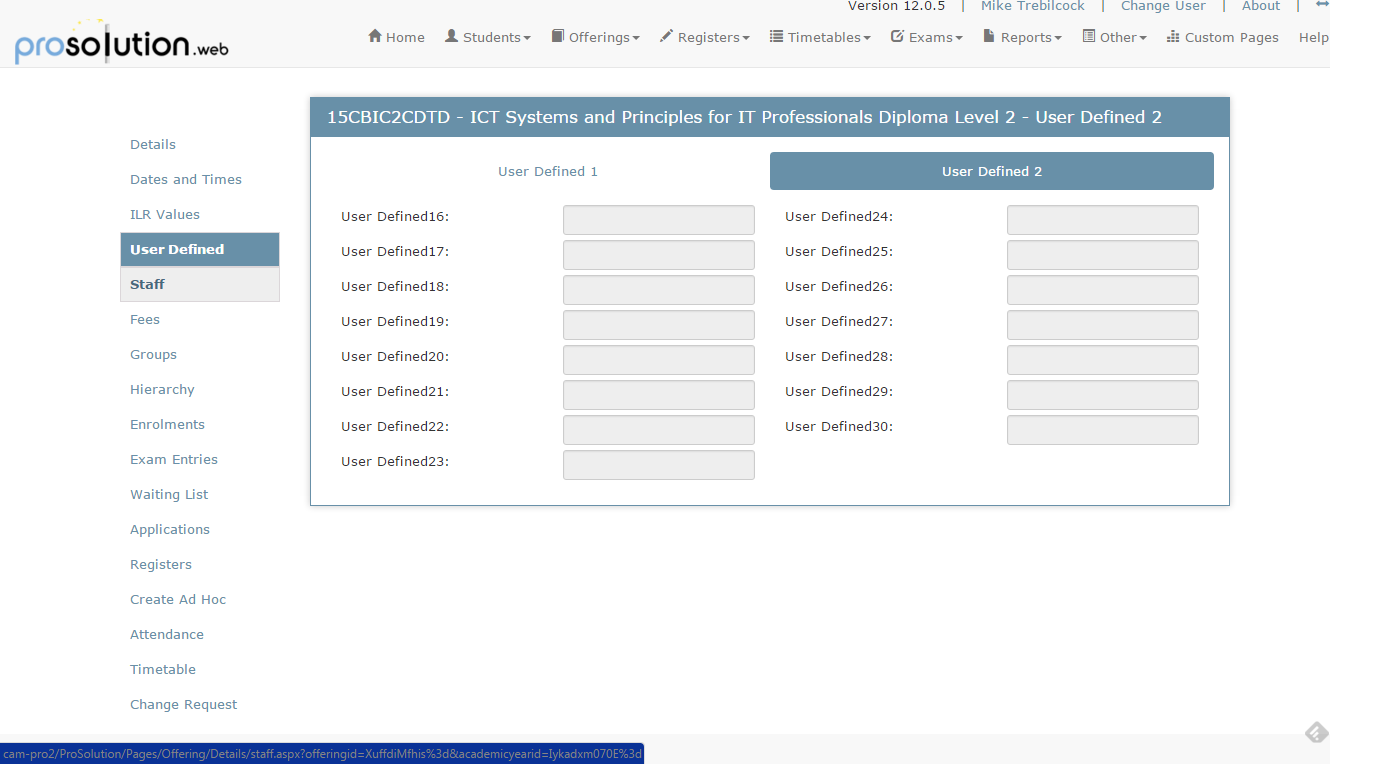 Version 12.0.5 | Mike Trebilcock | Change User | About |
prosolution.web
Home Students Offerings Registers Timetables Exams Reports Other Custom Pages Help
15CBIC2CDTD - ICT Systems and Principles for IT Professionals Diploma Level 2 - User Defined 2
Details
Dates and Times
ILR Values
User Defined
Staff
Fees
Groups
Hierarchy
Enrolments
Exam Entries
Waiting List
Applications
Registers
Create Ad Hoc
Attendance
Timetable
Change Request
User Defined 1 User Defined 2
User Defined16: User Defined24:
User Defined17: User Defined25:
User Defined18: User Defined26:
User Defined19: User Defined27:
User Defined20: User Defined28:
User Defined21: User Defined29:
User Defined22: User Defined30:
User Defined23:
cam-pro2/ProSolution/Pages/Offering/Details/staff.aspx?offeringid=XuffdiMfhis%3d&academicyearid=Iykadxm070E%3d